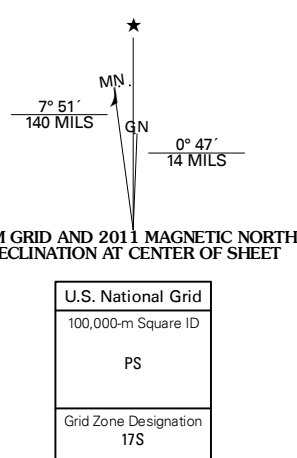 ★
MN
7° 51´
140 MILS
GN
0° 47´
14 MILS
M GRID AND 2011 MAGNETIC NORTH
ECLINATION AT CENTER OF SHEET
U.S. National Grid
100,000-m Square ID
PS
Grid Zone Designation
17S